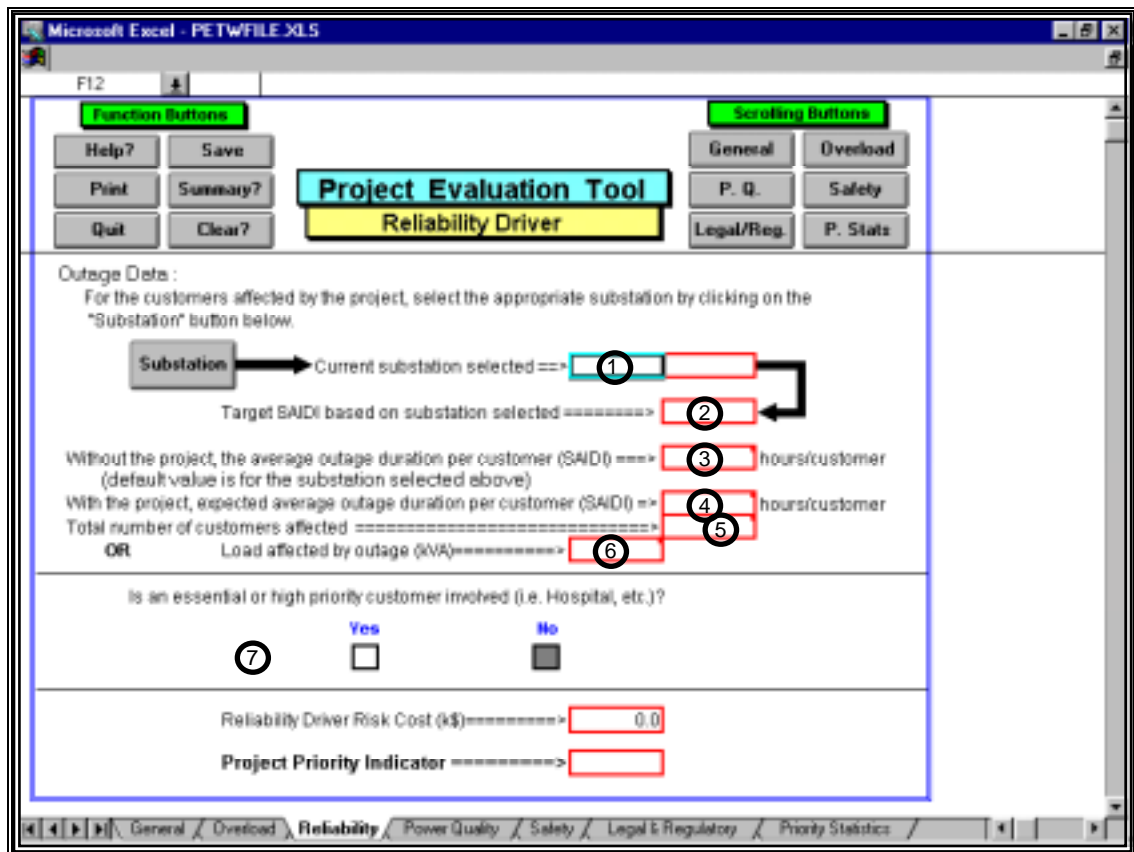 Microsoft Excel - PETWFILE.XLS
F12
Function Buttons
Scrolling Buttons
Help? Save
General Overload
Print Summary?
Project Evaluation Tool
P. Q. Safety
Quit Clear?
Reliability Driver
Legal/Reg. P. Stats
Outage Data :
For the customers affected by the project, select the appropriate substation by clicking on the
"Substation" button below.
Substation
Current substation selected ==> 1
Target SAIDI based on substation selected ========> 2
Without the project, the average outage duration per customer (SAIDI) ===> 3 hours/customer
(default value is for the substation selected above)
With the project, expected average outage duration per customer (SAIDI) => 4 hours/customer
Total number of customers affected =============================> 5
OR Load affected by outage (kVA)==========> 6
Is an essential or high priority customer involved (i.e. Hospital, etc.)?
Yes No
7
Reliability Driver Risk Cost (k$)=========> 0.0
Project Priority Indicator =========>
General Overload Reliability Power Quality Safety Legal & Regulatory Priority Statistics